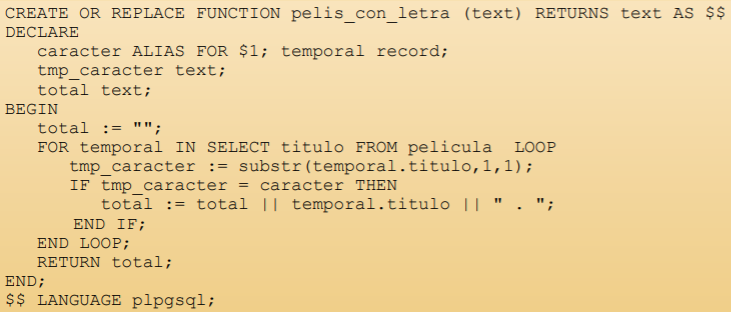 CREATE OR REPLACE FUNCTION pelis_con_letra (text) RETURNS text AS $$
DECLARE
   caracter ALIAS FOR $1; temporal record;
   tmp_caracter text;
   total text;
BEGIN
   total := "";
   FOR temporal IN SELECT titulo FROM pelicula  LOOP
      tmp_caracter := substr(temporal.titulo,1,1);
      IF tmp_caracter = caracter THEN
         total := total || temporal.titulo || " . ";
      END IF;
   END LOOP;
   RETURN total;
END;
$$ LANGUAGE plpgsql;